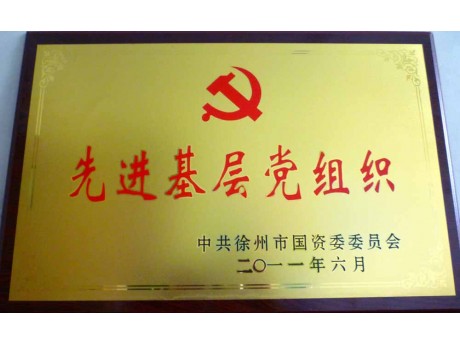 先进基层党组织
中共徐州市国资委委员会
二〇一一年六月